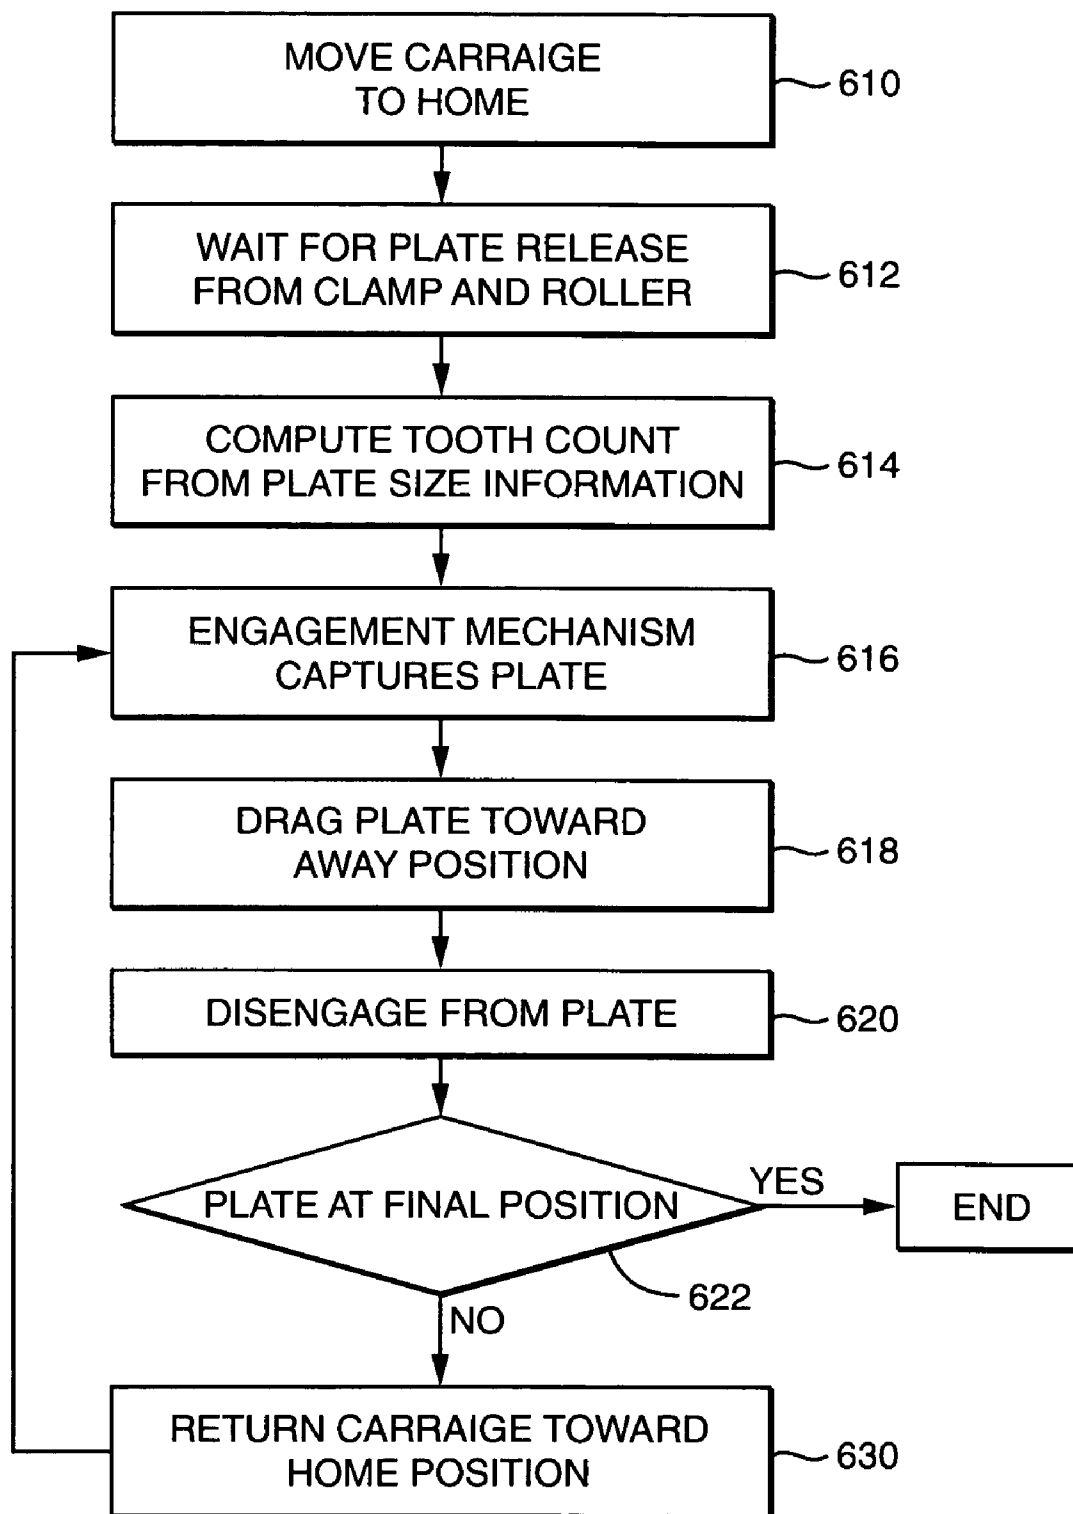 MOVE CARRAIGE
TO HOME
610
WAIT FOR PLATE RELEASE
FROM CLAMP AND ROLLER
612
COMPUTE TOOTH COUNT
FROM PLATE SIZE INFORMATION
614
ENGAGEMENT MECHANISM
CAPTURES PLATE
616
DRAG PLATE TOWARD
AWAY POSITION
618
DISENGAGE FROM PLATE
620
PLATE AT FINAL POSITION
YES
END
622
NO
RETURN CARRAIGE TOWARD
HOME POSITION
630